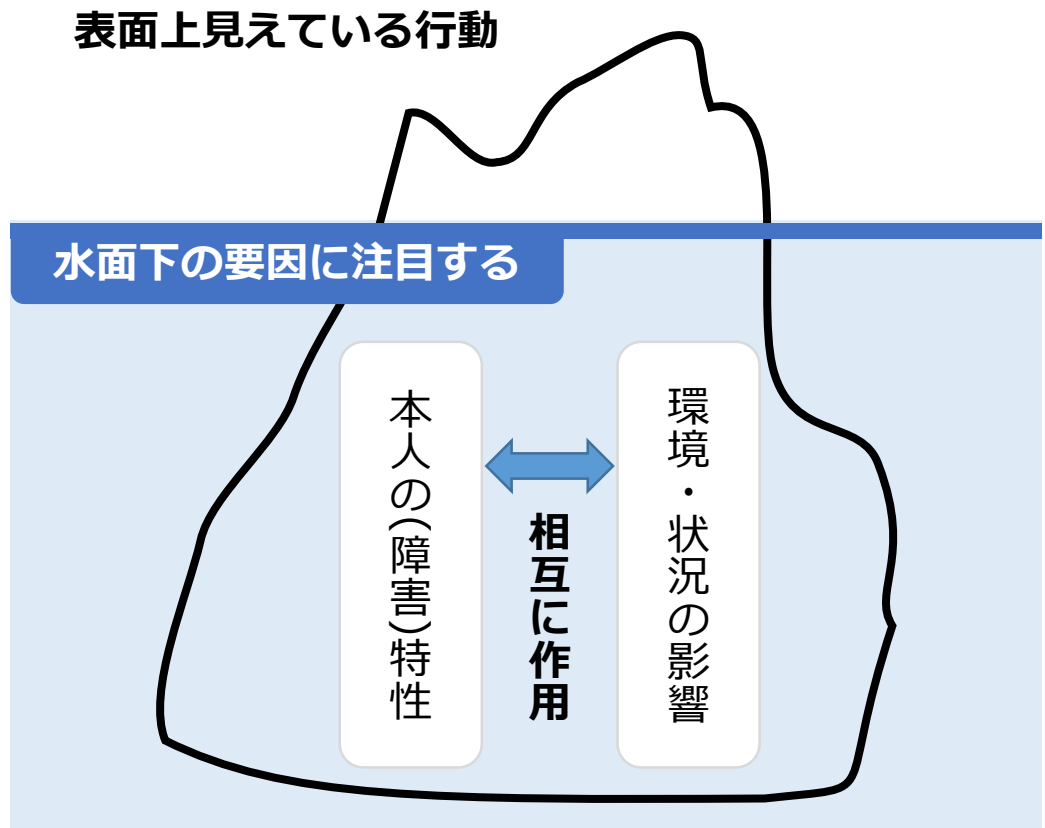 表面上見えている行動
水面下の要因に注目する
本人の(障害)特性
相互に作用
環境・状況の影響